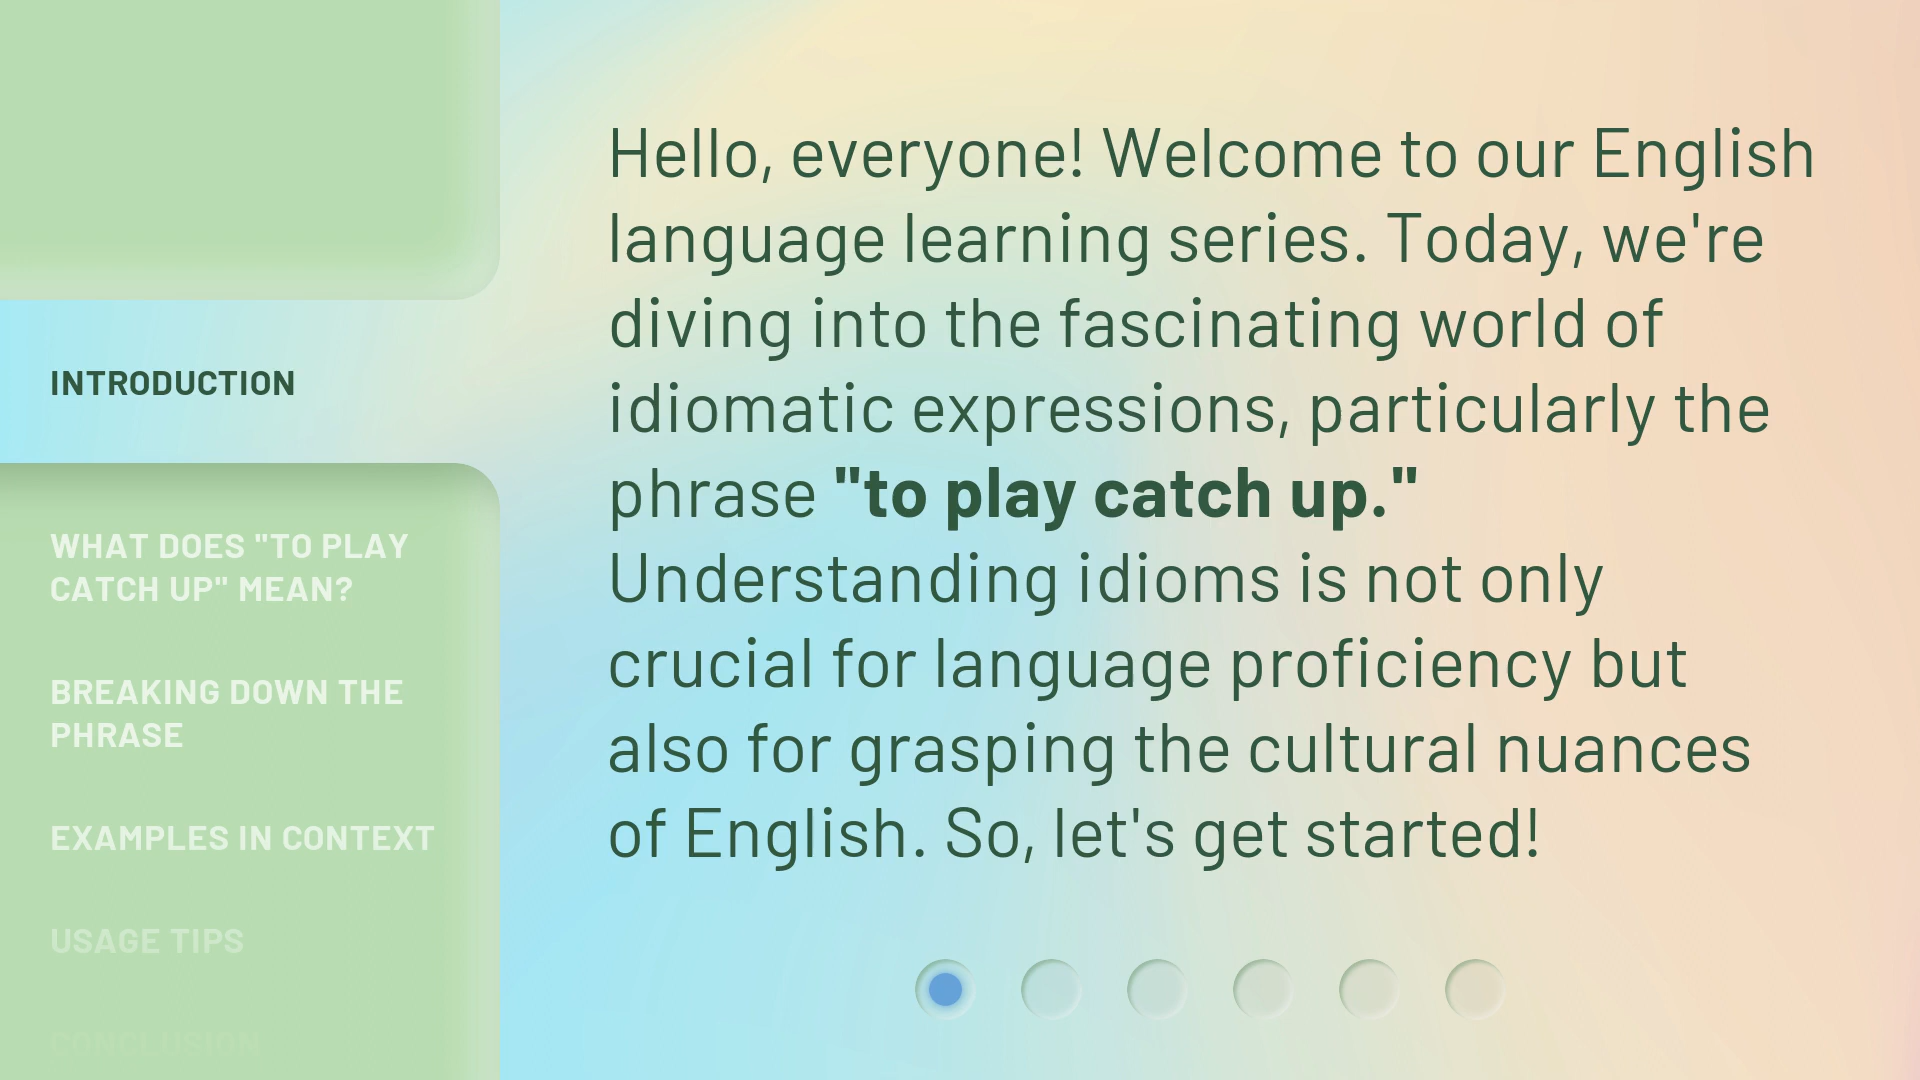 INTRODUCTION
WHAT DOES "TO PLAY
CATCH UP" MEAN?
BREAKING DOWN THE
PHRASE
EXAMPLES IN CONTEXT
USAGE TIPS
CONCLUSION
Hello, everyone! Welcome to our English
language learning series. Today, we're
diving into the fascinating world of
idiomatic expressions, particularly the
phrase "to play catch up."
Understanding idioms is not only
crucial for language proficiency but
also for grasping the cultural nuances
of English. So, let's get started!